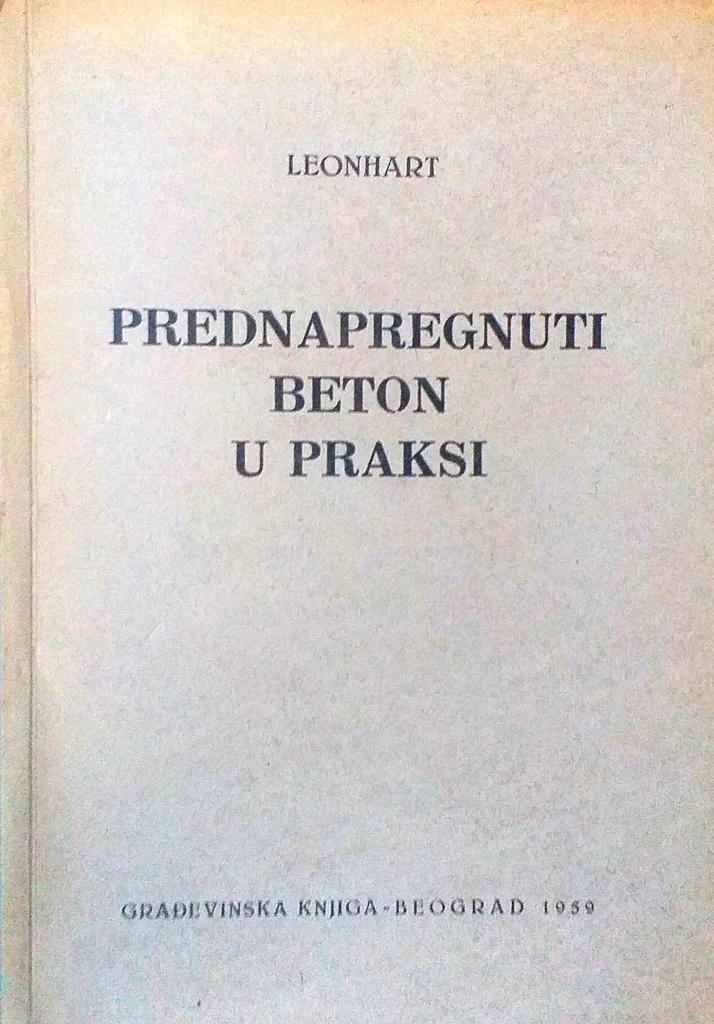 LEONHART
PREDNAPREGNUTI
BETON
U PRAKSI
GRAĐEVINSKA KNJIGA-BEOGRAD 1959